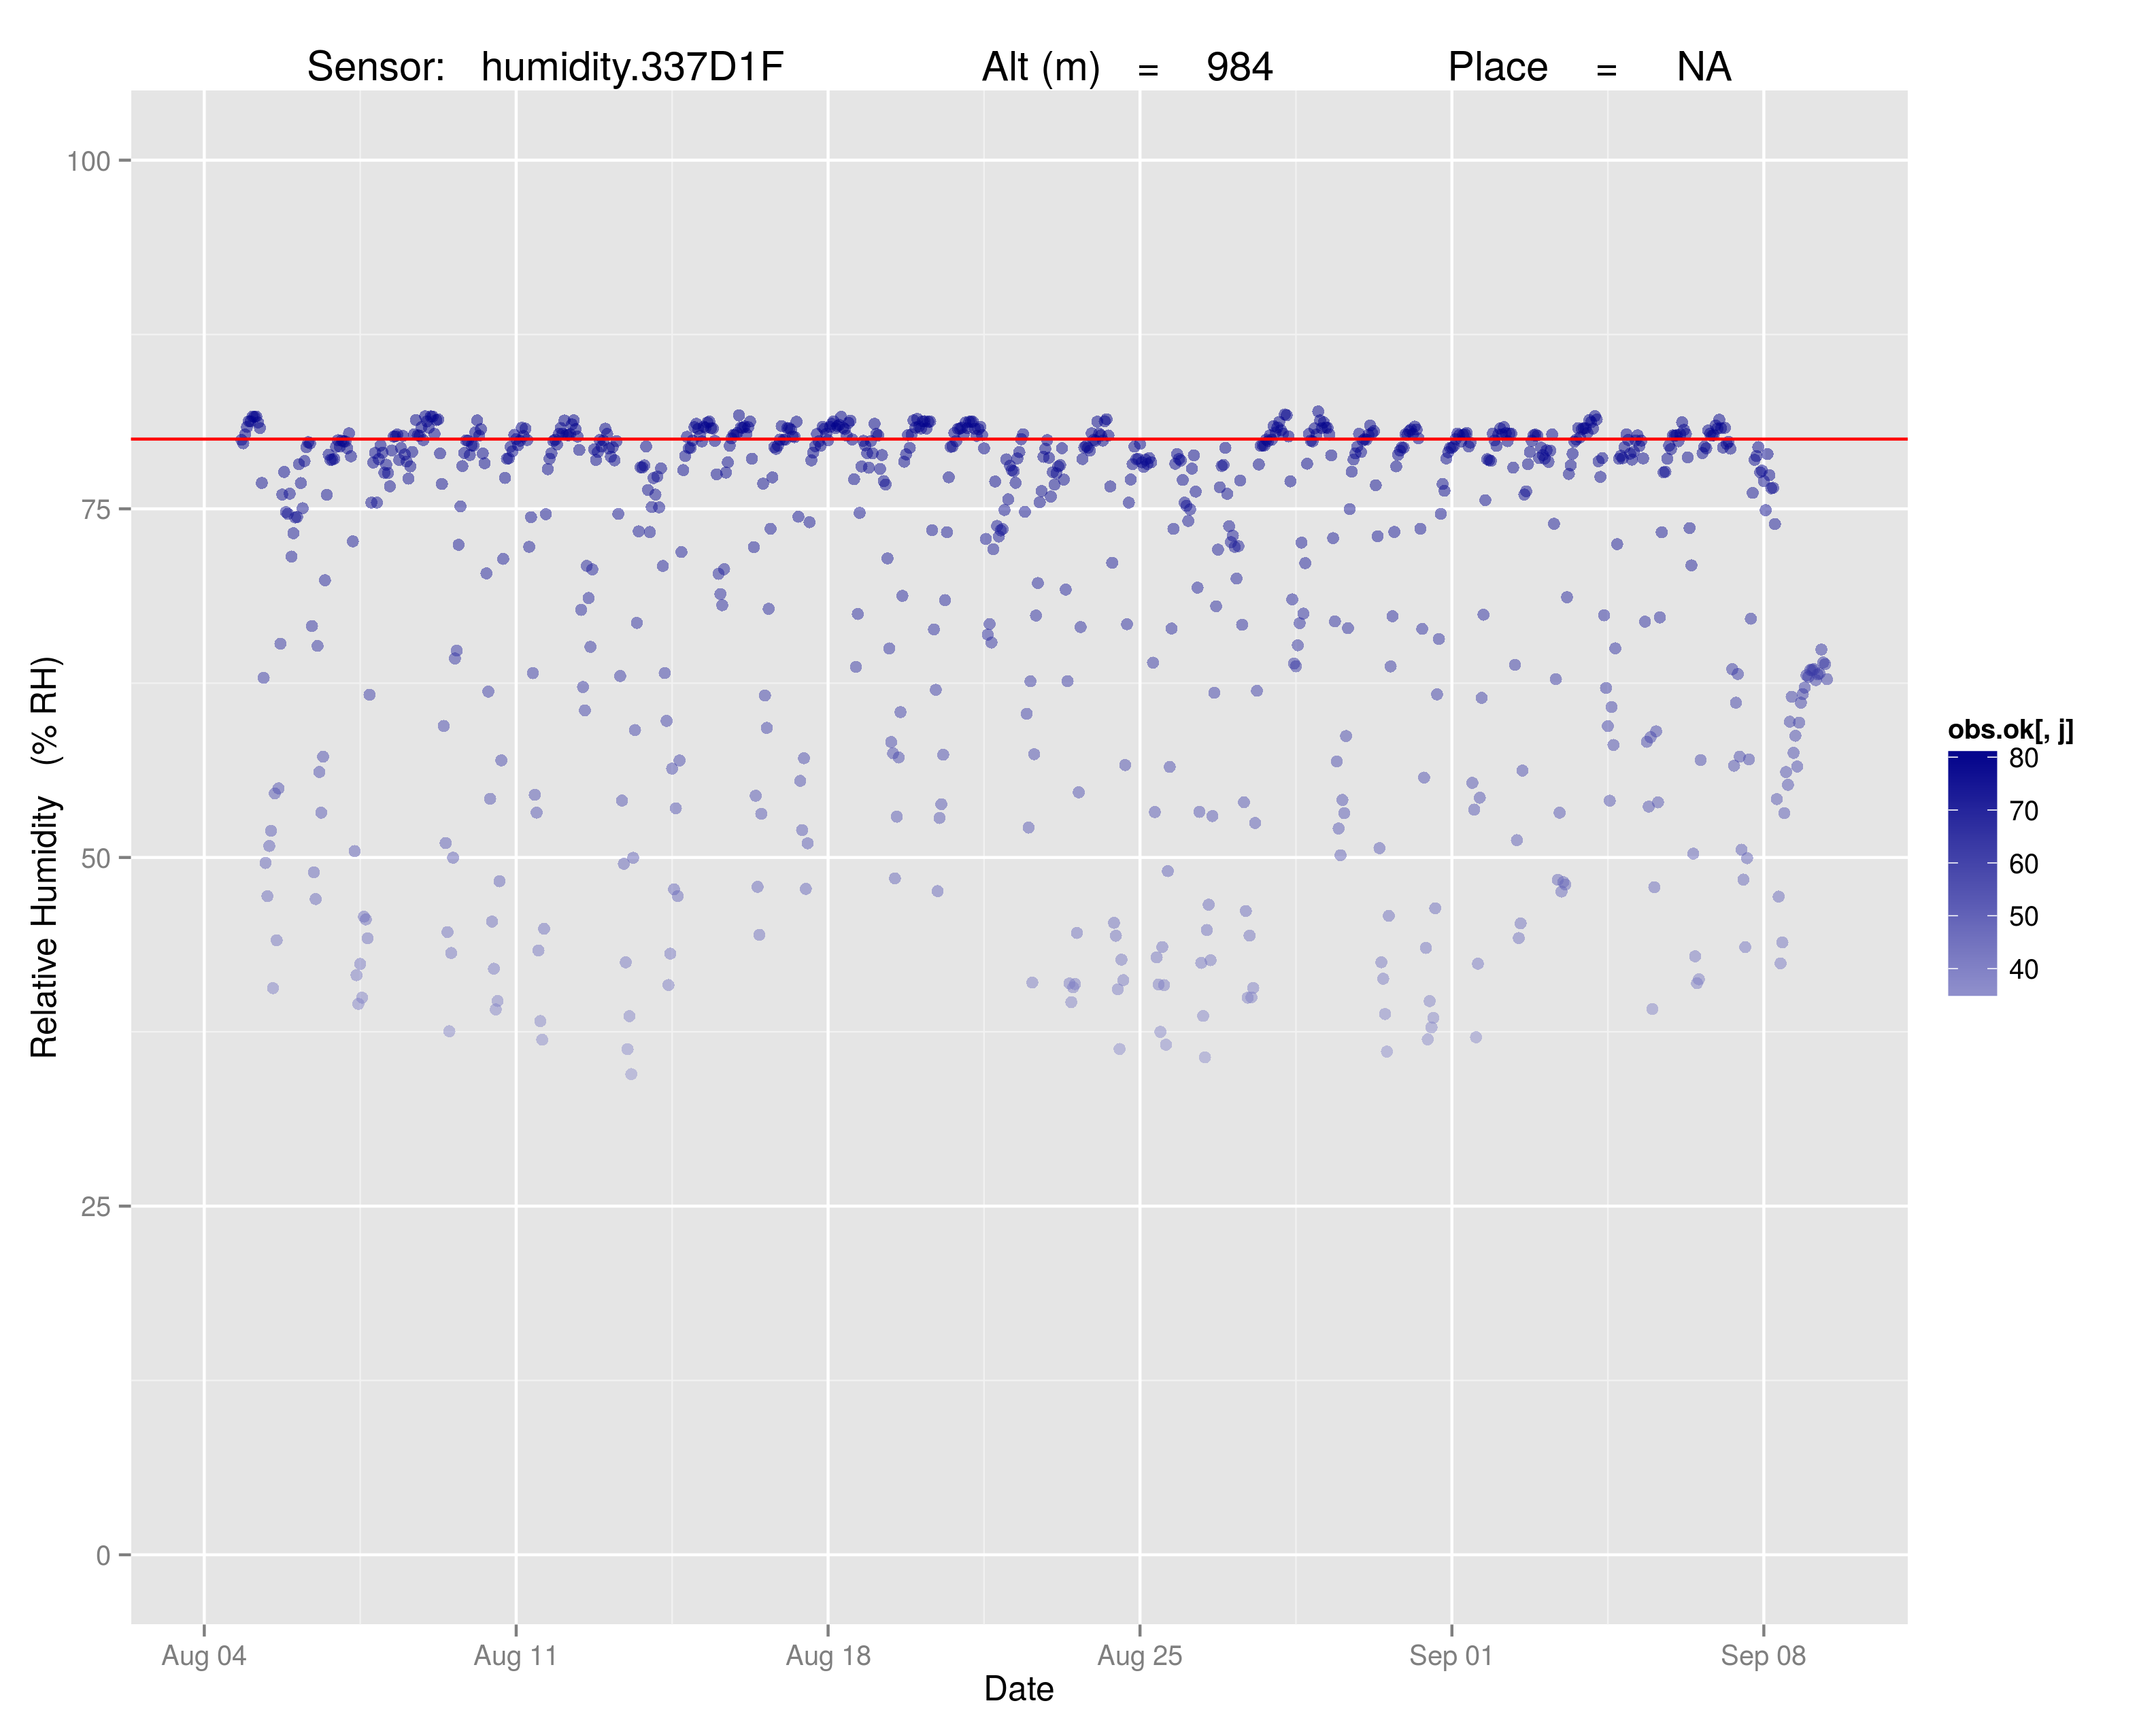 Sensor: humidity.337D1F Alt (m) = 984 Place = NA
100
75
50
25
0
Relative Humidity (% RH)
Aug 04 Aug 11 Aug 18 Aug 25 Sep 01 Sep 08
Date
obs.ok[, j]
80
70
60
50
40